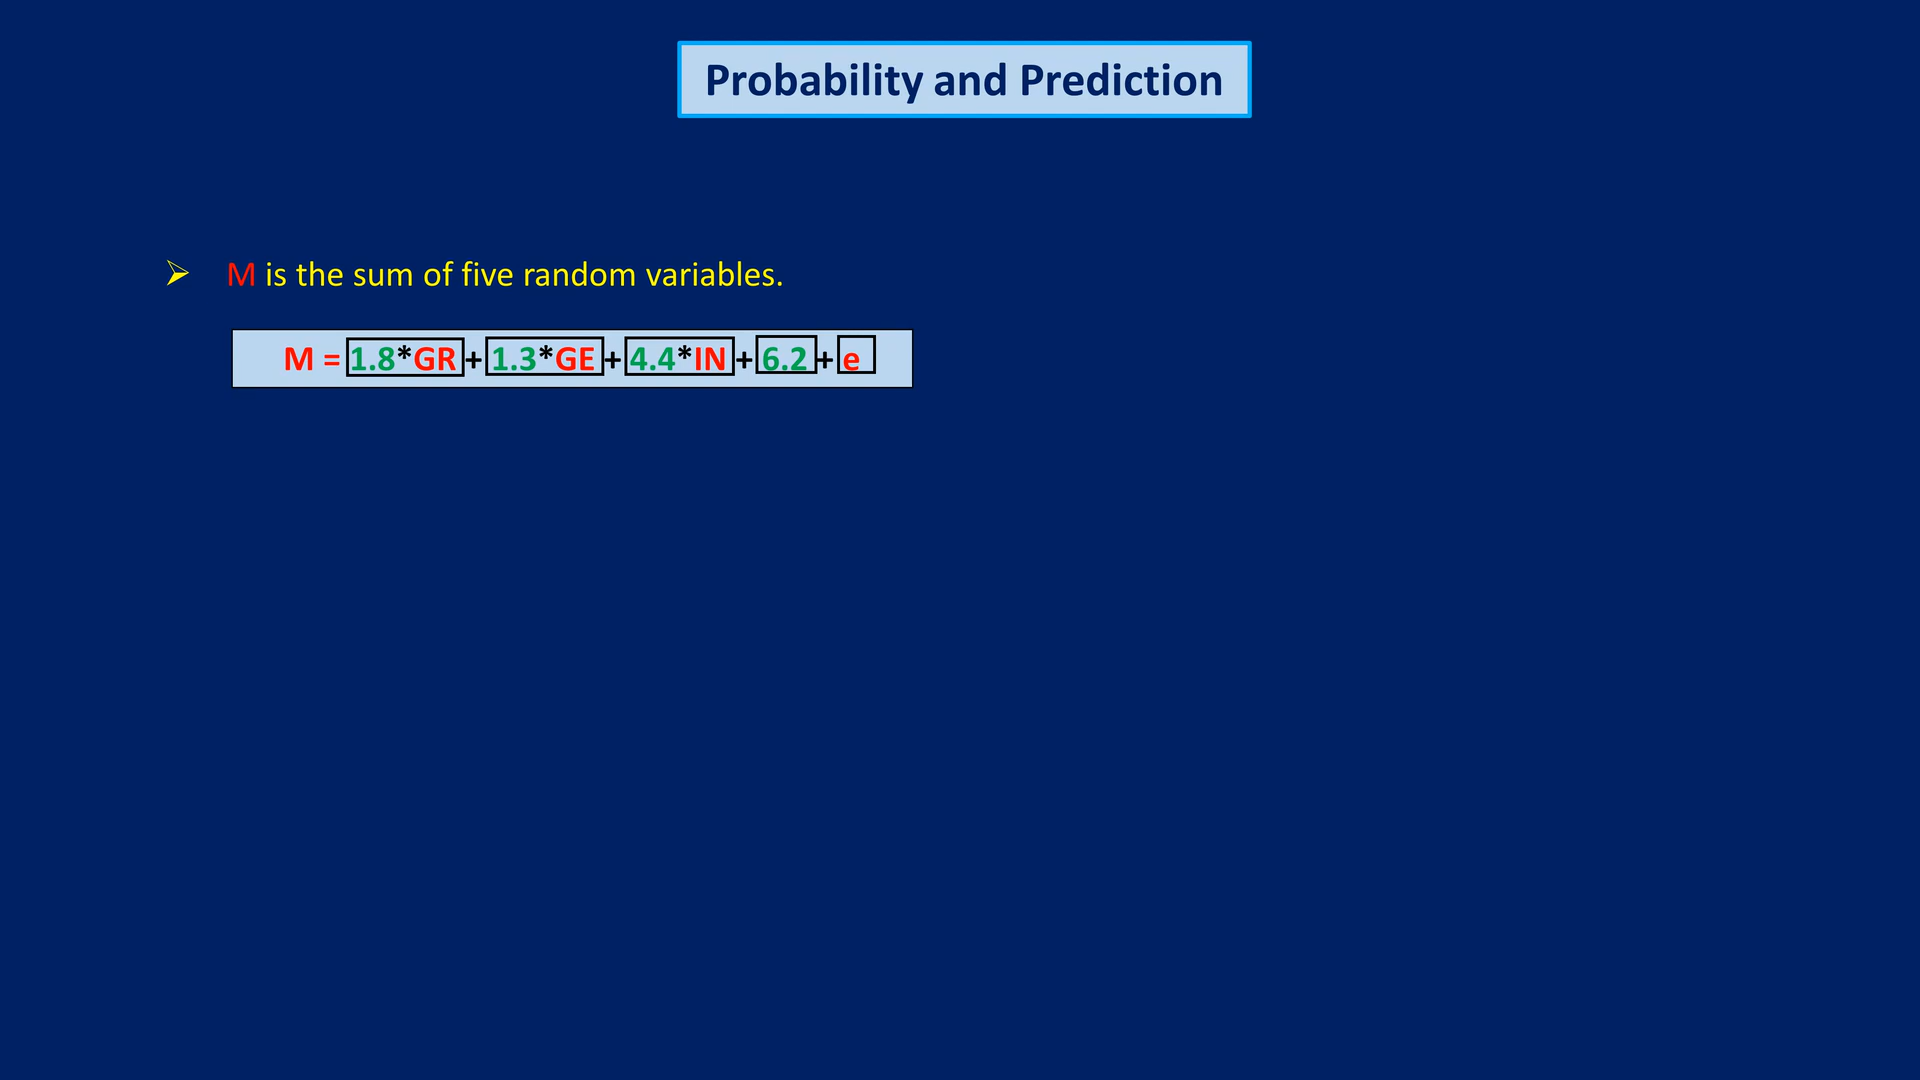 Probability and Prediction
M is the sum of five random variables.
M = 1.8*GR + 1.3*GE + 4.4*IN + 6.2 + e